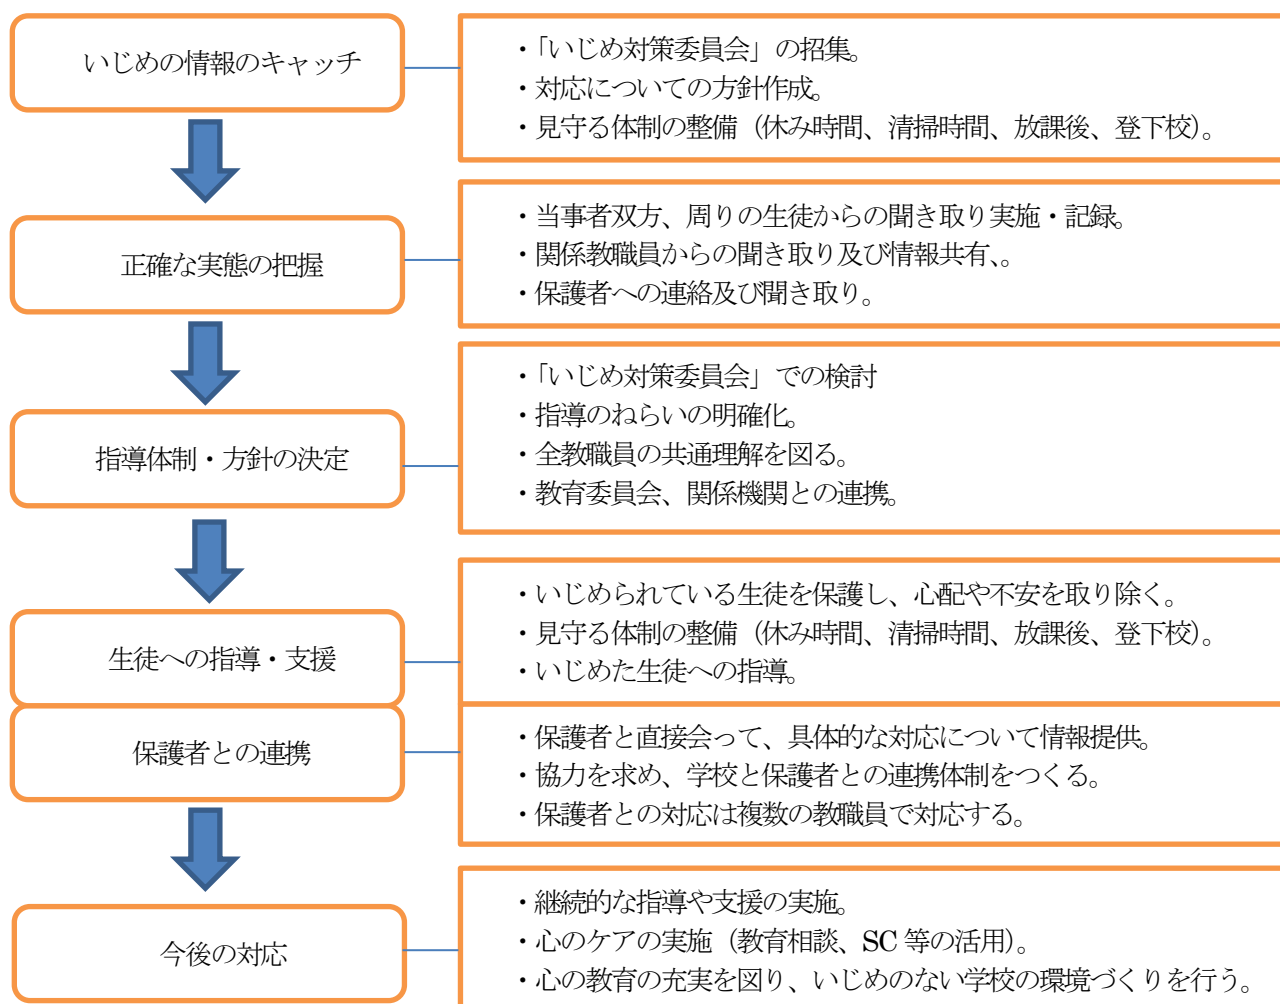 いじめの情報のキャッチ
・「いじめ対策委員会」の招集。
・対応についての方針作成。
・見守る体制の整備（休み時間、清掃時間、放課後、登下校）。
正確な実態の把握
・当事者双方、周りの生徒からの聞き取り実施・記録。
・関係教職員からの聞き取り及び情報共有、。
・保護者への連絡及び聞き取り。
指導体制・方針の決定
・「いじめ対策委員会」での検討
・指導のねらいの明確化。
・全教職員の共通理解を図る。
・教育委員会、関係機関との連携。
生徒への指導・支援
・いじめられている生徒を保護し、心配や不安を取り除く。
・見守る体制の整備（休み時間、清掃時間、放課後、登下校）。
・いじめた生徒への指導。
保護者との連携
・保護者と直接会って、具体的な対応について情報提供。
・協力を求め、学校と保護者との連携体制をつくる。
・保護者との対応は複数の教職員で対応する。
今後の対応
・継続的な指導や支援の実施。
・心のケアの実施（教育相談、SC 等の活用）。
・心の教育の充実を図り、いじめのない学校の環境づくりを行う。